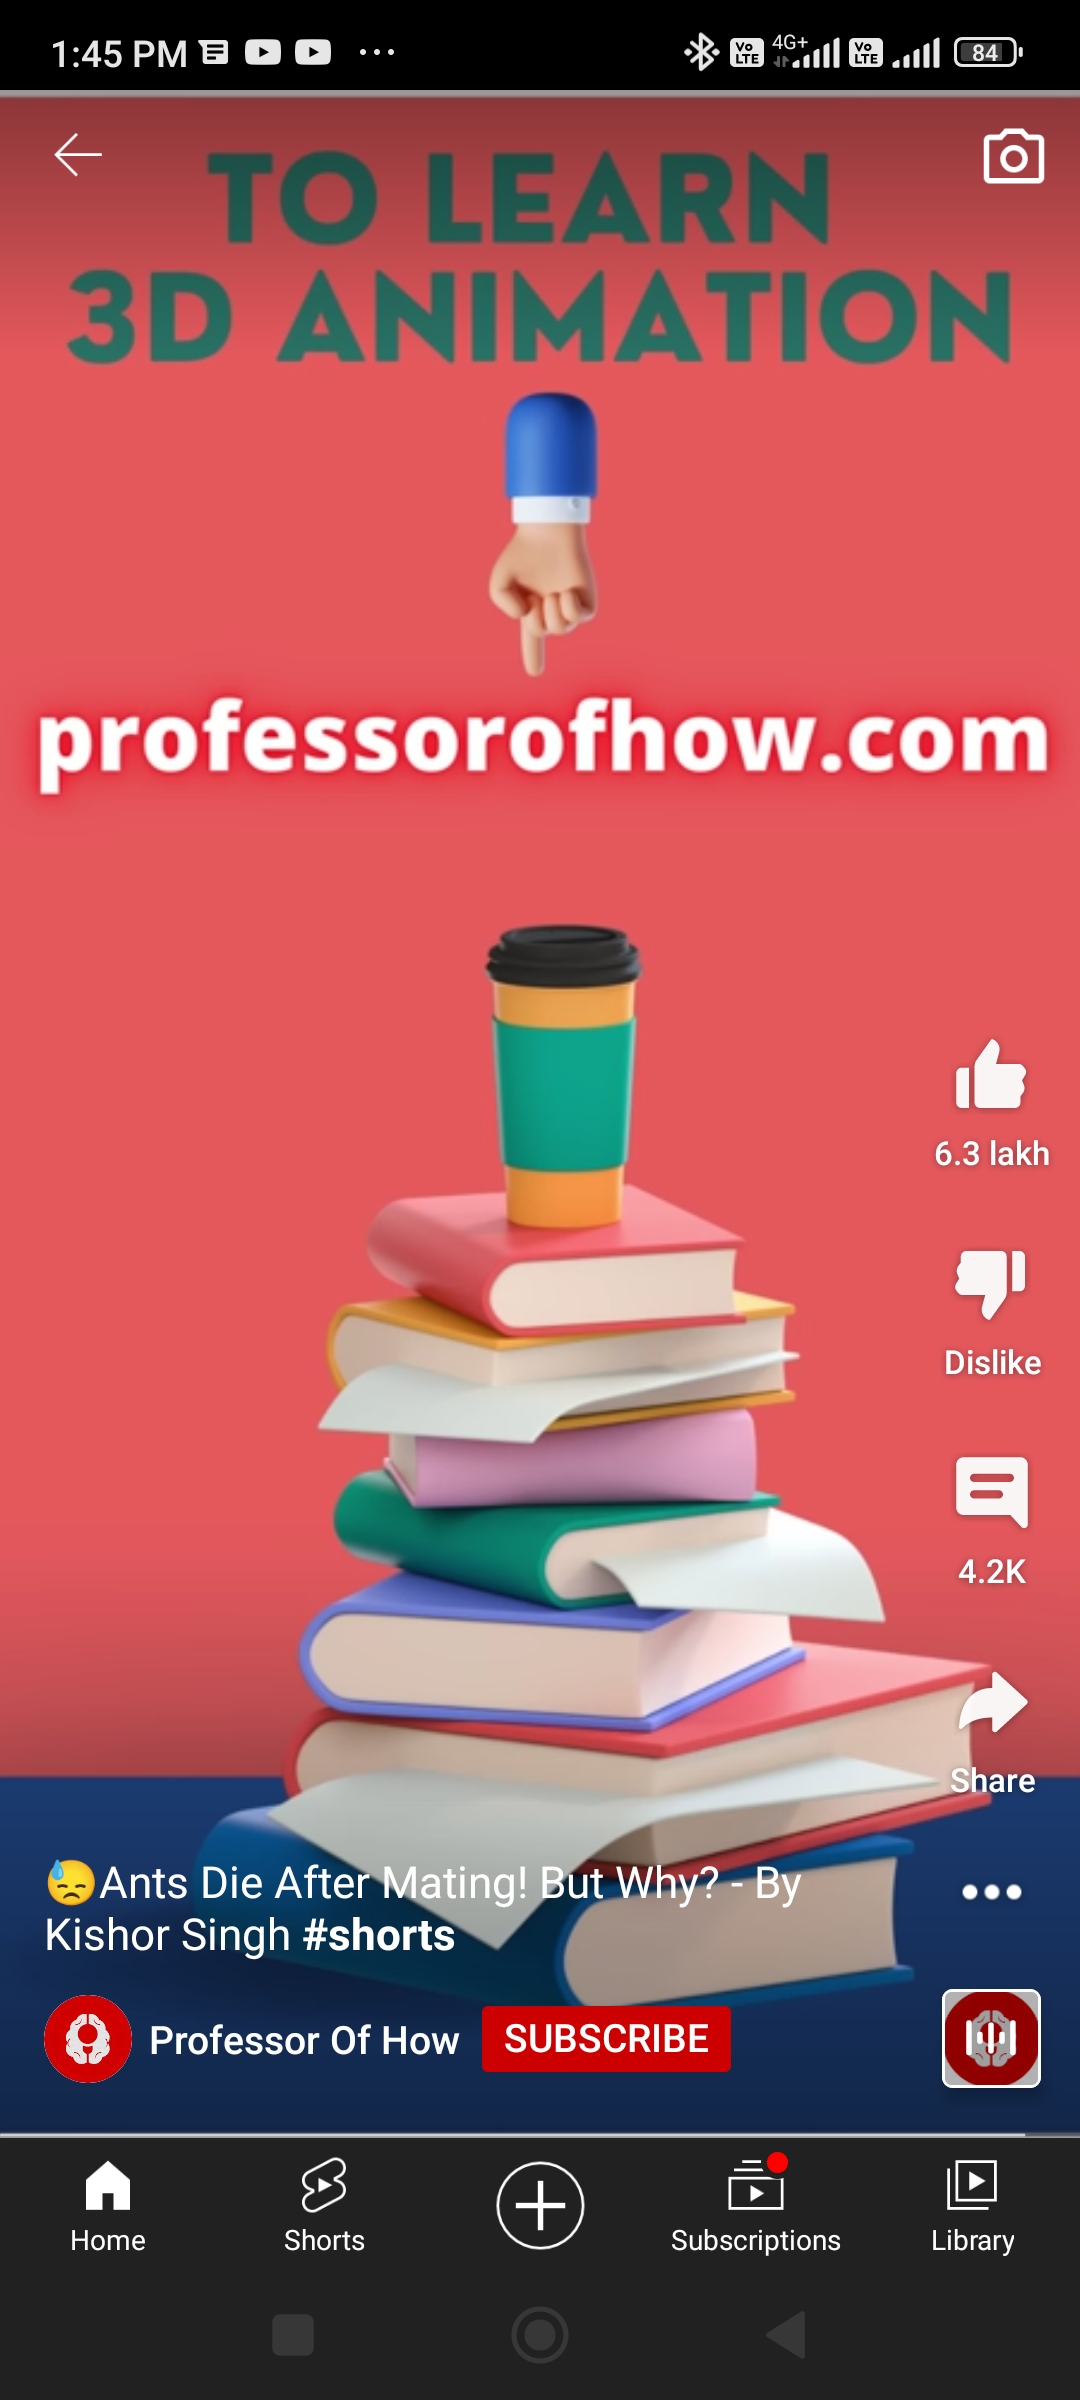 1:45 PM
Vo LTE 4G+ Vo LTE 84
TO LEARN
3D ANIMATION
professorofhow.com
6.3 lakh
Dislike
4.2K
Share
😓Ants Die After Mating! But Why? - By
Kishor Singh #shorts
Professor Of How SUBSCRIBE
Home Shorts Subscriptions Library